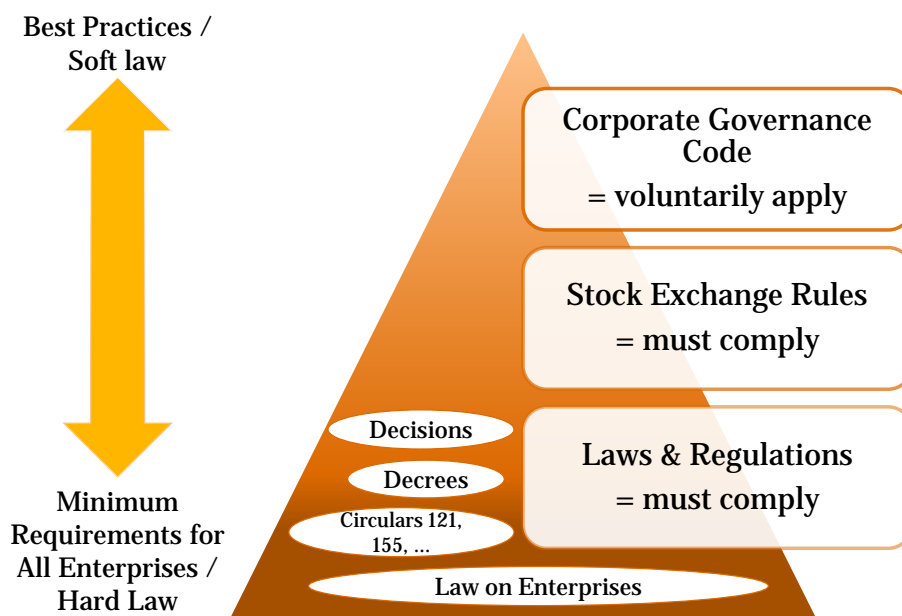 Best Practices /
Soft law
Corporate Governance
Code
= voluntarily apply
Stock Exchange Rules
= must comply
Decisions
Laws & Regulations
= must comply
Decrees
Circulars 121,
155, ...
Law on Enterprises
Minimum
Requirements for
All Enterprises /
Hard Law